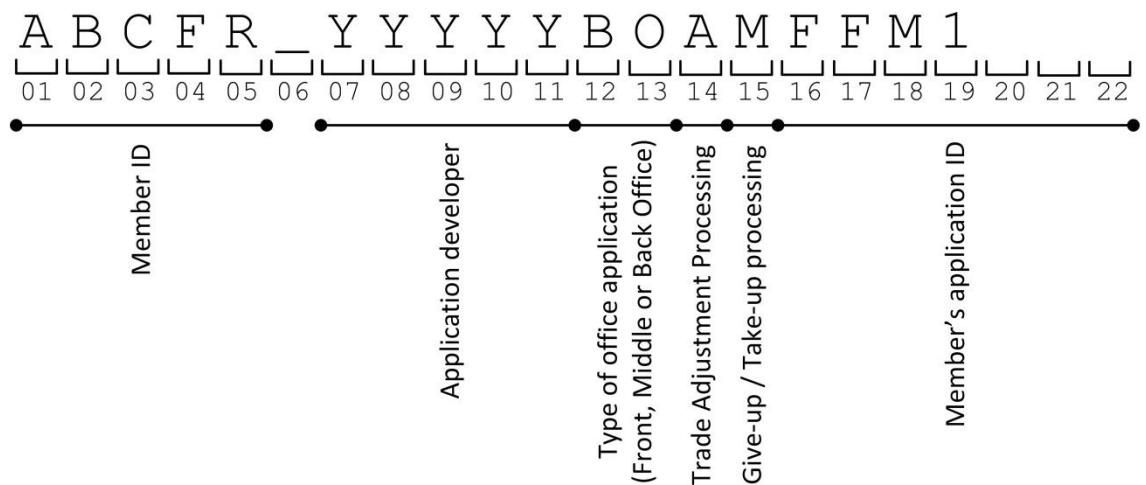 A B C F R _ Y Y Y Y Y B O A M F F M 1
01 02 03 04 05 06 07 08 09 10 11 12 13 14 15 16 17 18 19 20 21 22
Member ID
Application developer
Type of office application
(Front, Middle or Back Office)
Trade Adjustment Processing
Give-up / Take-up processing
Member's application ID